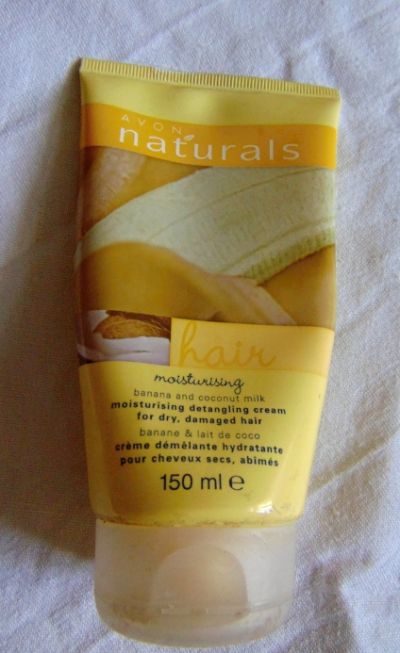 AVON
naturals
hair
moisturising
banana and coconut milk
moisturising detangling cream
for dry, damaged hair
banane & lait de coco
crème démêlante hydratante
pour cheveux secs, abîmés
150 ml e